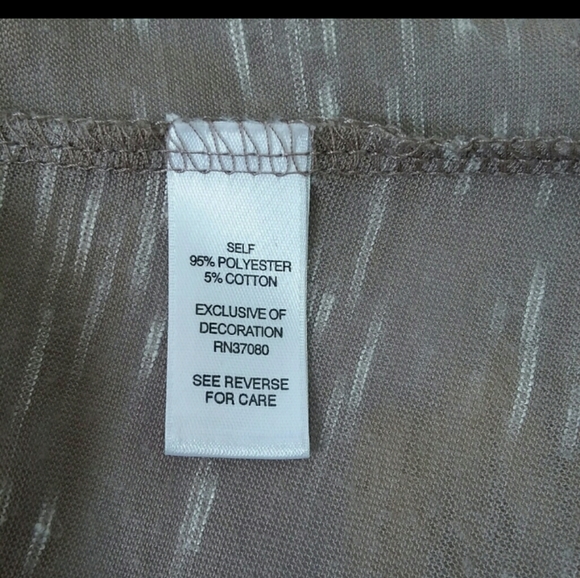 SELF
95% POLYESTER
5% COTTON
EXCLUSIVE OF
DECORATION
RN37080
SEE REVERSE
FOR CARE